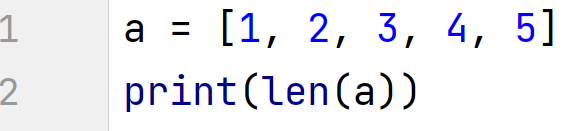 1 a = [1, 2, 3, 4, 5]
2 print(len(a))